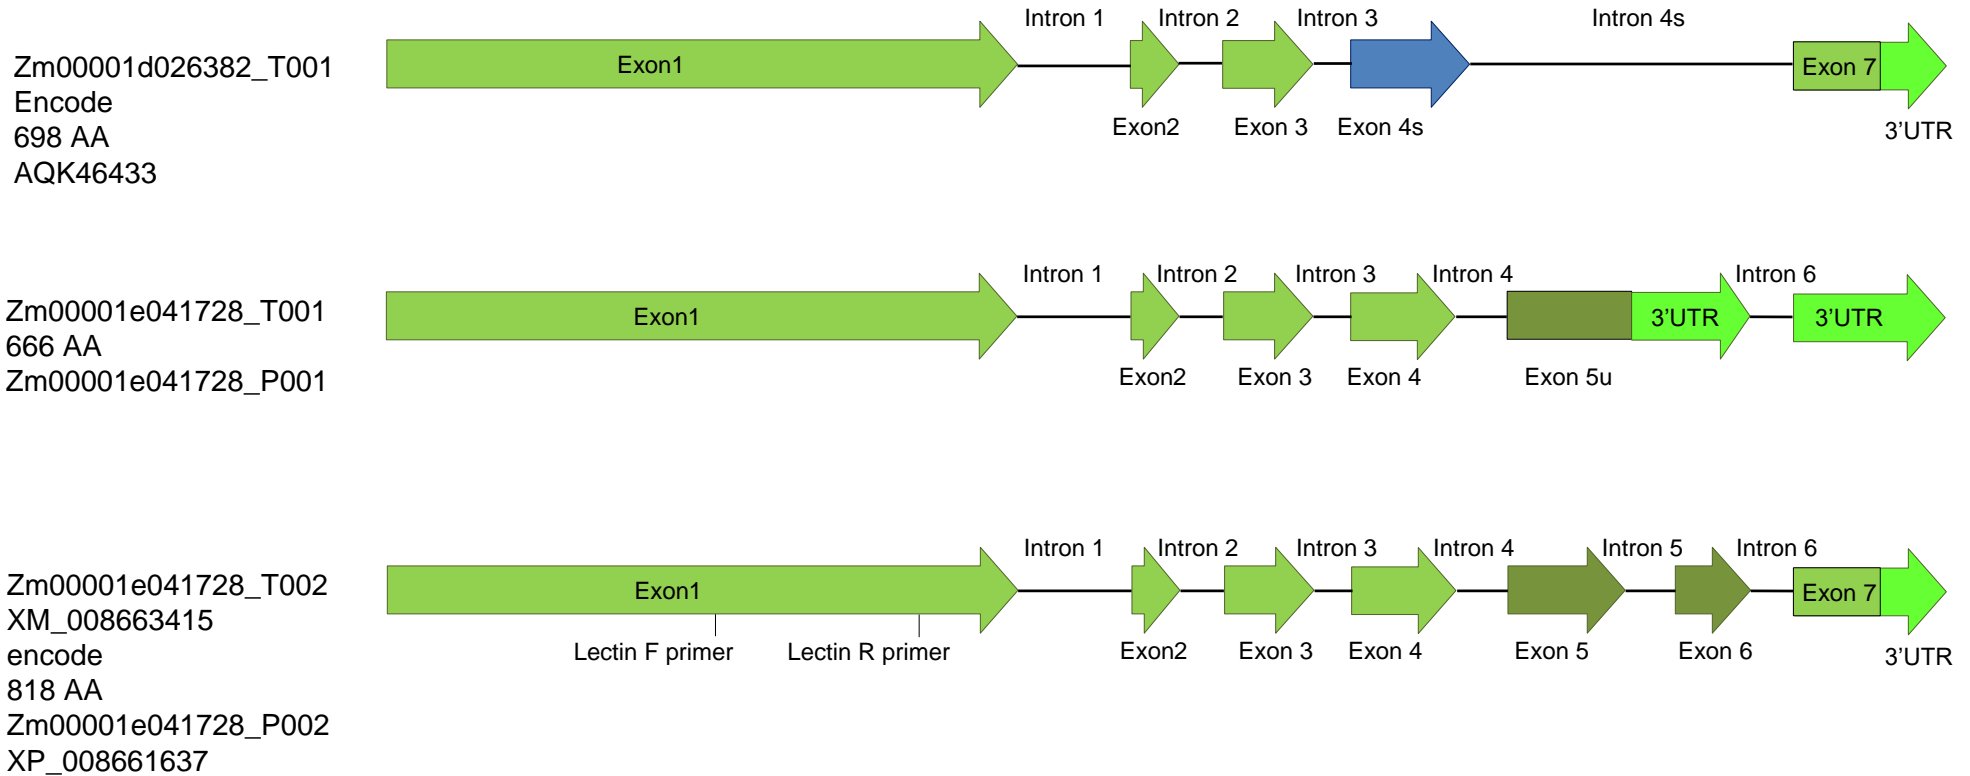 Intron 1 Intron 2 Intron 3 Intron 4s
Zm00001d026382_T001
Encode
698 AA
AQK46433
Exon1 Exon 7
Exon2 Exon 3 Exon 4s 3’UTR
Intron 1 Intron 2 Intron 3 Intron 4 Intron 6
Zm00001e041728_T001
666 AA
Zm00001e041728_P001
Exon1 3’UTR 3’UTR
Exon2 Exon 3 Exon 4 Exon 5u
Intron 1 Intron 2 Intron 3 Intron 4 Intron 5 Intron 6
Zm00001e041728_T002
XM_008663415
encode
818 AA
Zm00001e041728_P002
XP_008661637
Exon1 Exon 7
Lectin F primer Lectin R primer Exon2 Exon 3 Exon 4 Exon 5 Exon 6 3’UTR